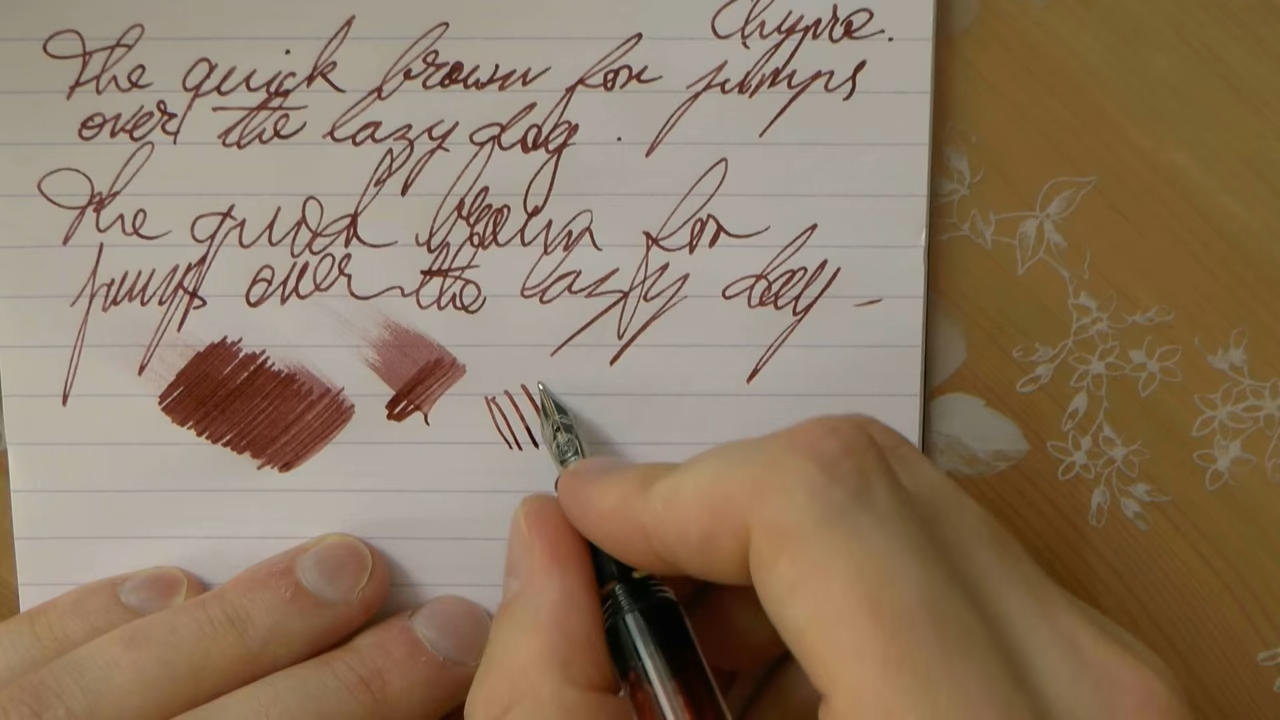 Chypre.
The quick brown fox jumps
over the lazy dog.
The quick brown fox
jumps over the lazy dog -